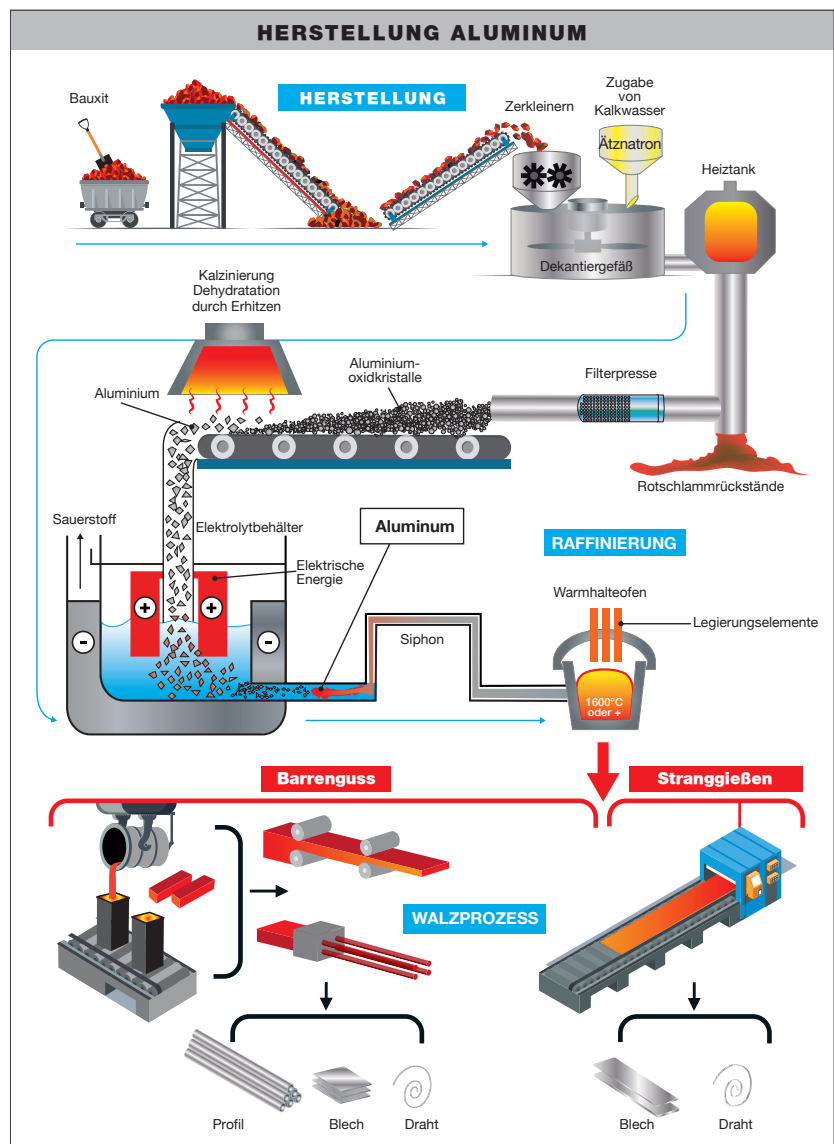 HERSTELLUNG ALUMINUM
Bauxit
HERSTELLUNG
Zerkleinern
Zugabe
von
Kalkwasser
Ätznatron
Heiztank
Dekantiergefäß
Kalzinierung
Dehydratation
durch Erhitzen
Aluminium
Aluminium-
oxidkristalle
Filterpresse
Rotschlammrückstände
Sauerstoff
Elektrolytbehälter
Aluminum
RAFFINIERUNG
Elektrische
Energie
Warmhalteofen
Legierungselemente
Siphon
+
+
-
-
1600°C
oder +
Barrenguss
Stranggießen
WALZPROZESS
Profil
Blech
Draht
Blech
Draht